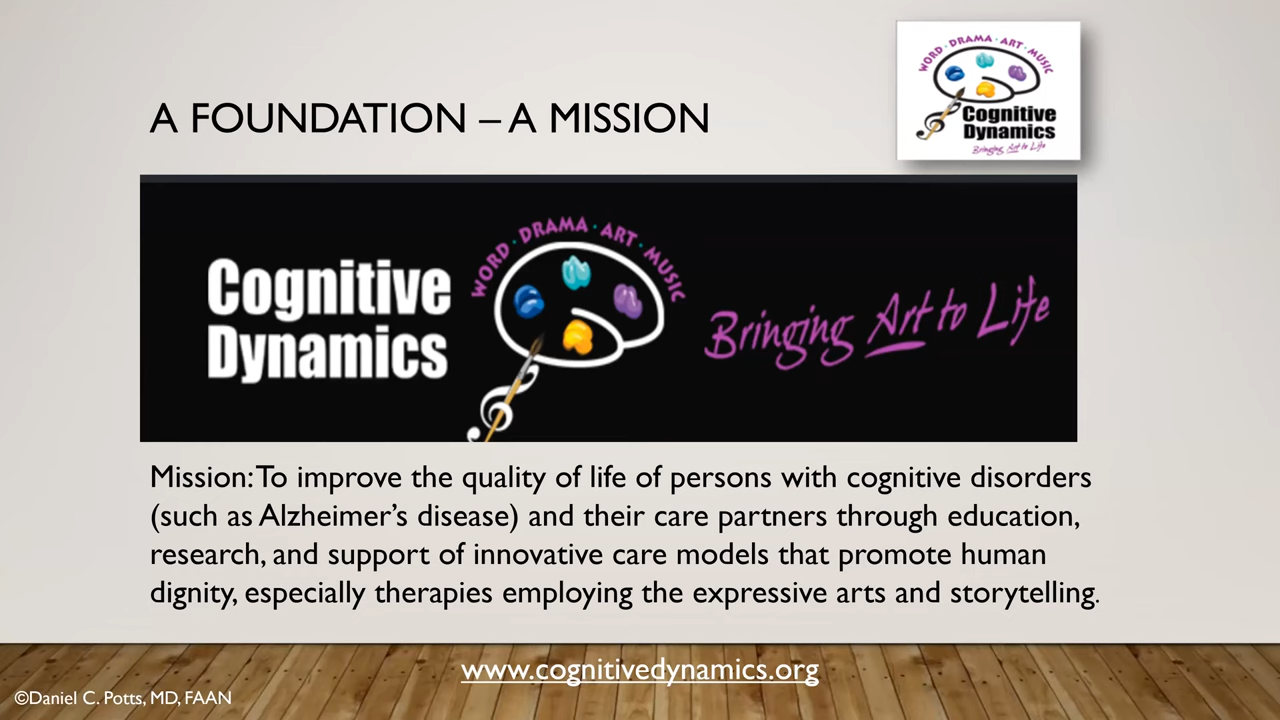 WORD · DRAMA · ART · MUSIC
Cognitive
Dynamics
Bringing Art to Life
A FOUNDATION – A MISSION
Cognitive
Dynamics
WORD · DRAMA · ART · MUSIC
Bringing Art to Life
Mission: To improve the quality of life of persons with cognitive disorders
(such as Alzheimer’s disease) and their care partners through education,
research, and support of innovative care models that promote human
dignity, especially therapies employing the expressive arts and storytelling.
www.cognitivedynamics.org
©Daniel C. Potts, MD, FAAN